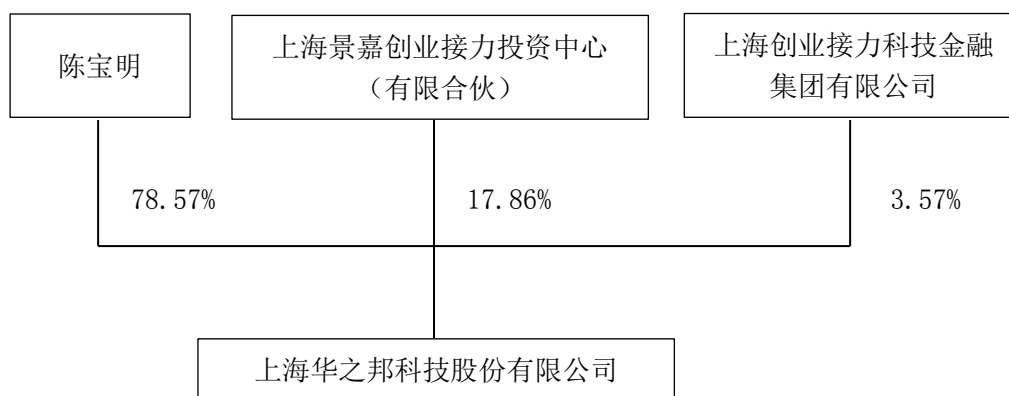 陈宝明
上海景嘉创业接力投资中心
（有限合伙）
上海创业接力科技金融
集团有限公司
78.57%
17.86%
3.57%
上海华之邦科技股份有限公司